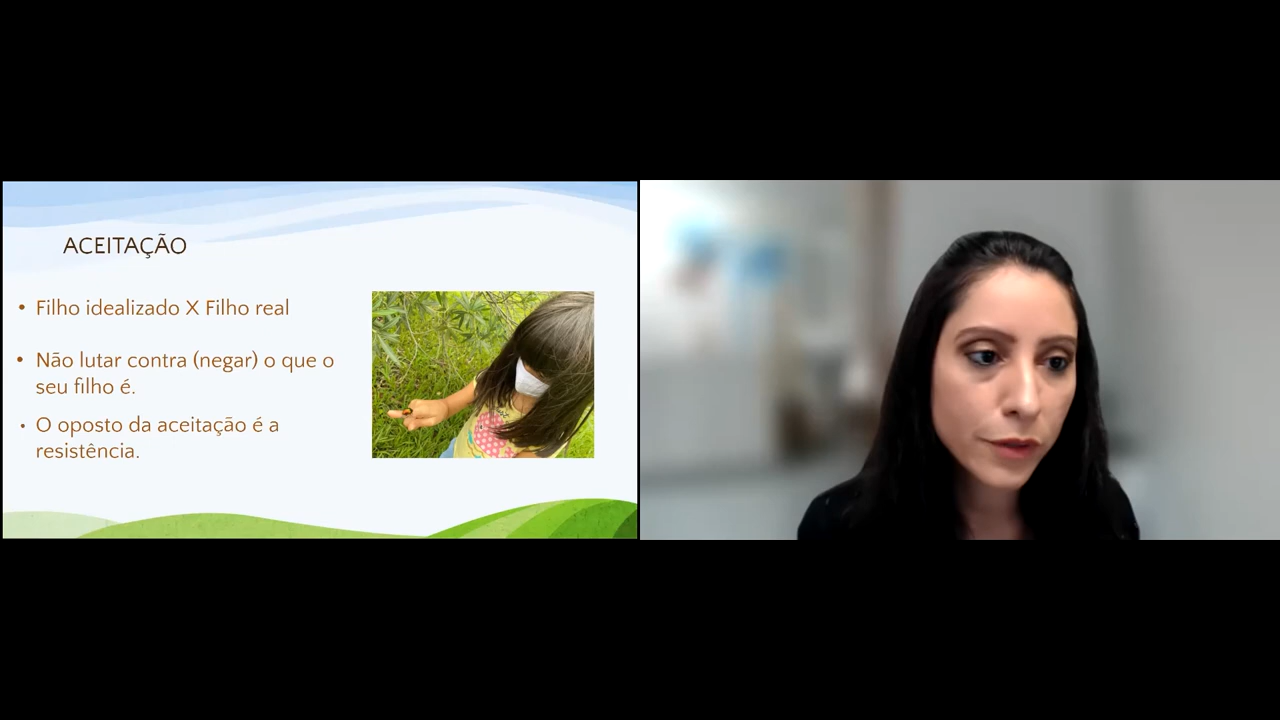 ACEITAÇÃO
• Filho idealizado X Filho real
• Não lutar contra (negar) o que o
seu filho é.
• O oposto da aceitação é a
resistência.